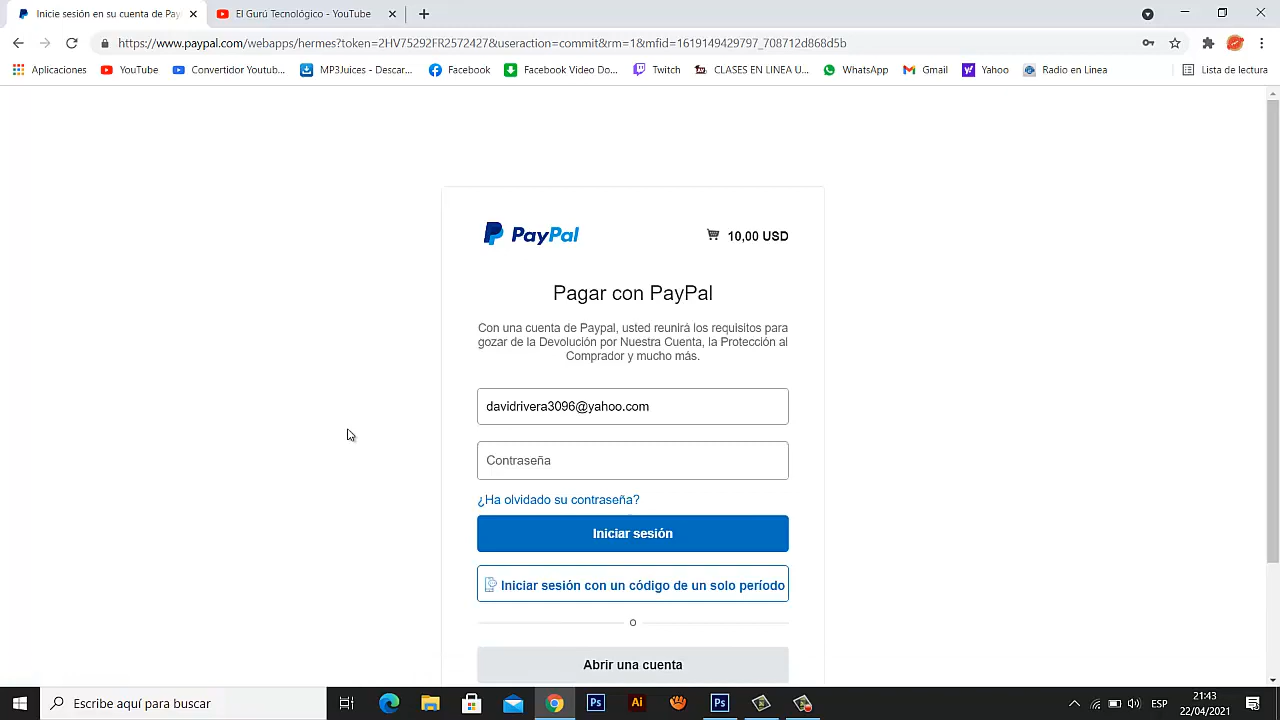 Inicie sesión en su cuenta de Pay
El Gurú Tecnológico - YouTube
https://www.paypal.com/webapps/hermes?token=2HV75292FR2572427&useraction=commit&rm=1&mfid=1619149429797_708712d868d5b
Aplicaciones
YouTube
Convertidor Youtub...
MP3Juices - Descar...
Facebook
Facebook Video Do...
Twitch
CLASES EN LINEA U...
WhatsApp
Gmail
Yahoo
Radio en Linea
Lista de lectura
PayPal
10,00 USD
Pagar con PayPal
Con una cuenta de Paypal, usted reunirá los requisitos para
gozar de la Devolución por Nuestra Cuenta, la Protección al
Comprador y mucho más.
davidrivera3096@yahoo.com
Contraseña
¿Ha olvidado su contraseña?
Iniciar sesión
Iniciar sesión con un código de un solo período
o
Abrir una cuenta
Escribe aquí para buscar
Ps
Ai
Ps
ESP
21:43
22/04/2021